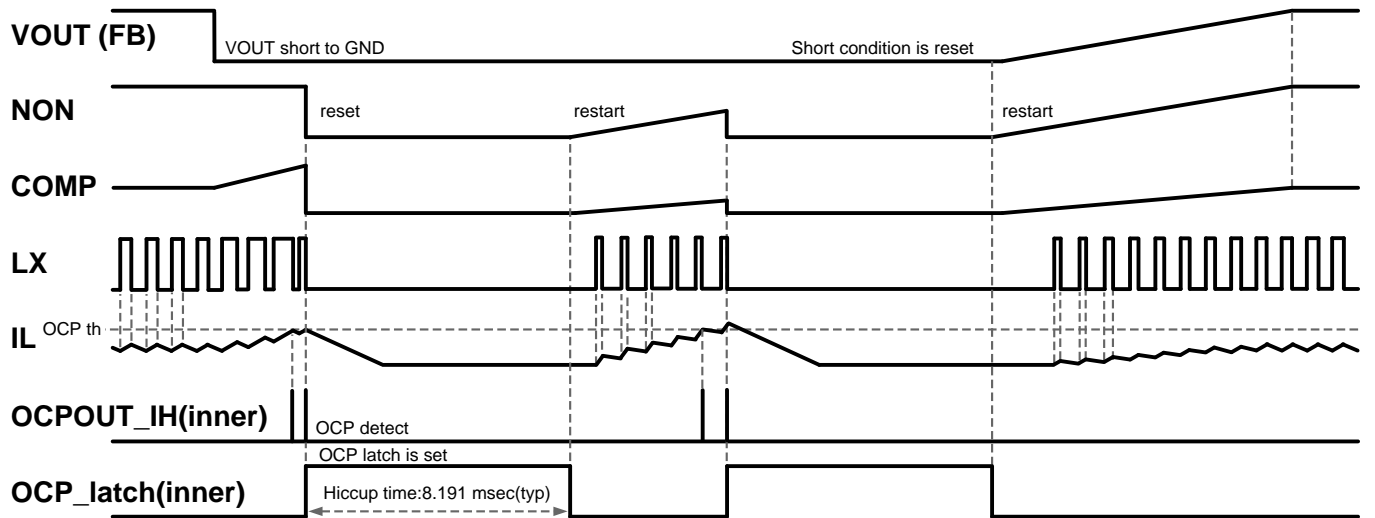 VOUT (FB)
VOUT short to GND
Short condition is reset
NON
reset
restart
restart
COMP
LX
IL
OCP th
OCPOUT_IH(inner)
OCP detect
OCP latch is set
OCP_latch(inner)
Hiccup time:8.191 msec(typ)